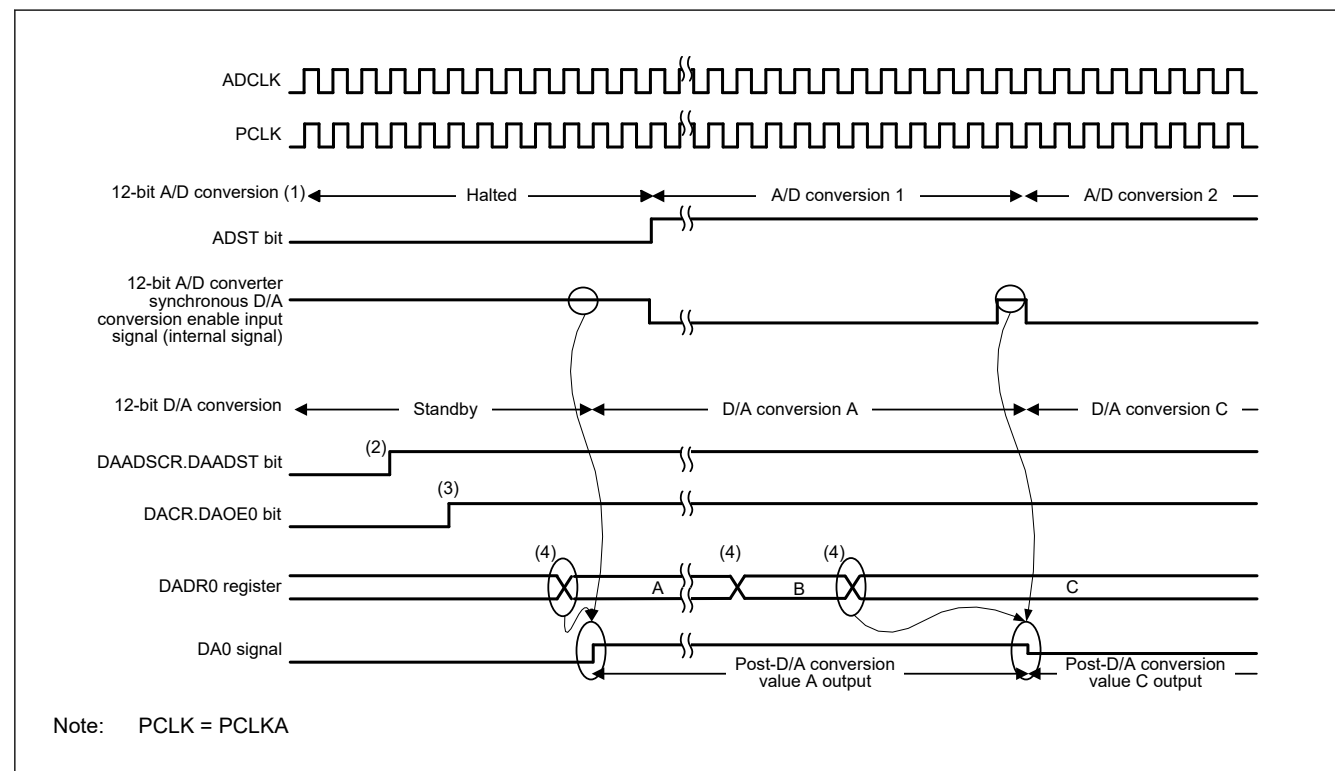 ADCLK
PCLK
12-bit A/D conversion (1)
Halted
A/D conversion 1
A/D conversion 2
ADST bit
12-bit A/D converter
synchronous D/A
conversion enable input
signal (internal signal)
12-bit D/A conversion
Standby
D/A conversion A
D/A conversion C
(2)
DAADSCR.DAADST bit
(3)
DACR.DAOE0 bit
(4)
(4)
(4)
DADR0 register
A
B
C
DA0 signal
Post-D/A conversion
value A output
Post-D/A conversion
value C output
Note: PCLK = PCLKA